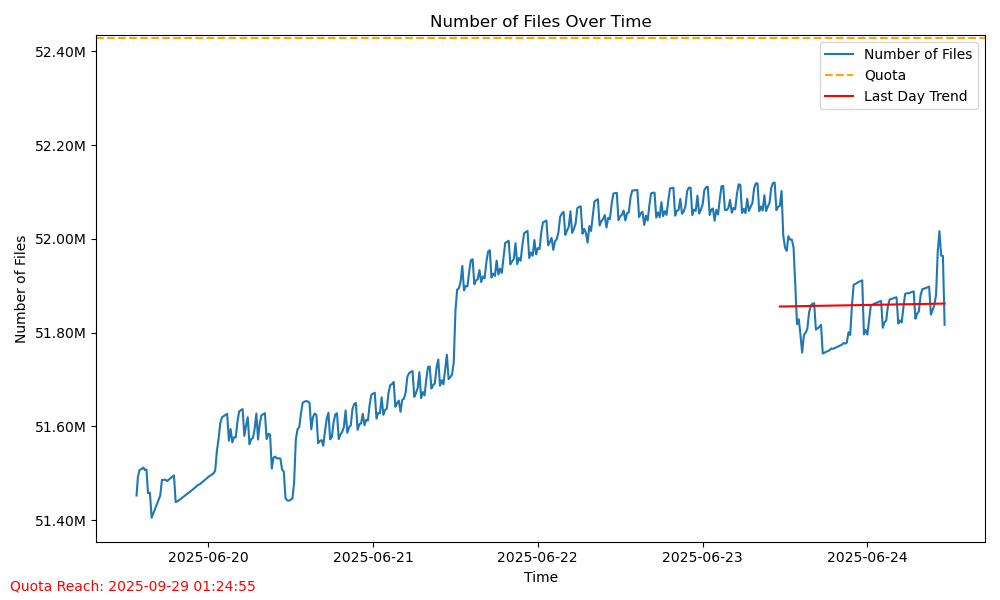 Number of Files Over Time
52.40M
52.20M
52.00M
51.80M
51.60M
51.40M
Number of Files
Number of Files
Quota
Last Day Trend
2025-06-20
2025-06-21
2025-06-22
2025-06-23
2025-06-24
Time
Quota Reach: 2025-09-29 01:24:55